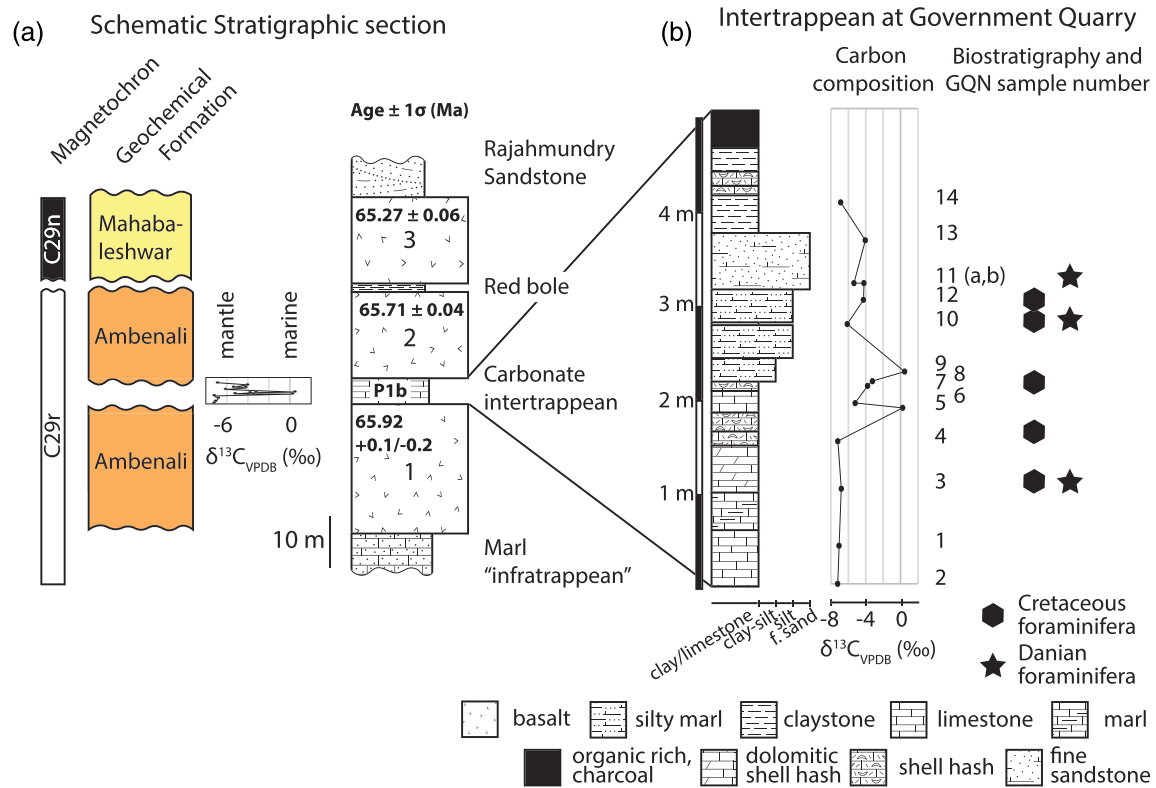 (a)
Schematic Stratigraphic section
Magnetochron
Geochemical
Formation
Age ± 1σ (Ma)
Rajahmundry
Sandstone
C29n
Mahaba-
leshwar
65.27 ± 0.06
3
Red bole
C29r
Ambenali
mantle
marine
65.71 ± 0.04
2
P1b
Carbonate
intertrappean
-6
0
δ13CVPDB (‰)
Ambenali
65.92
+0.1/-0.2
1
10 m
Marl
“infratrappean”
(b)
Intertrappean at Government Quarry
Carbon
composition
Biostratigraphy and
GQN sample number
4 m
3 m
2 m
1 m
14
13
11 (a,b)
12
10
9
8
7
6
5
4
3
1
2
clay/limestone
clay-silt
silt
f. sand
-8
-4
0
δ13CVPDB (‰)
Cretaceous
foraminifera
Danian
foraminifera
basalt
silty marl
claystone
limestone
marl
organic rich,
charcoal
dolomitic
shell hash
shell hash
fine
sandstone